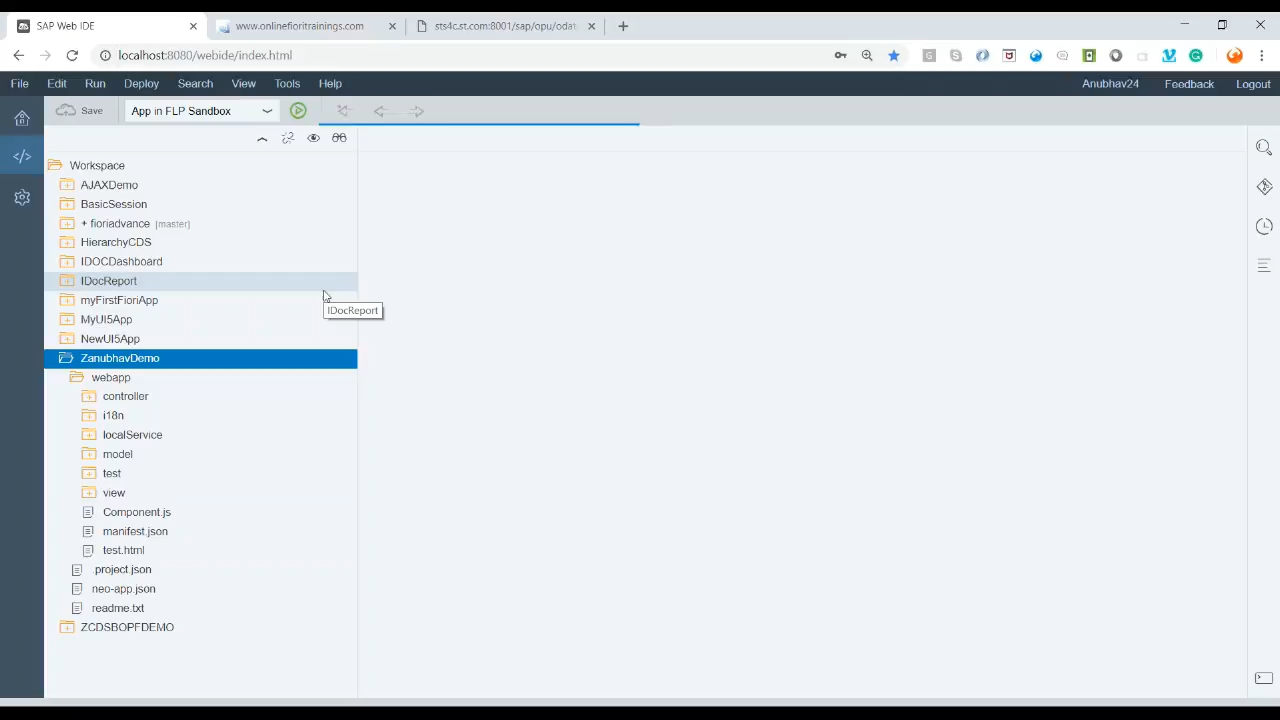 SAP Web IDE
www.onlinefioritrainings.com
sts4c.st.com:8001/sap/opu/odat
localhost:8080/webide/index.html
File Edit Run Deploy Search View Tools Help Anubhav24 Feedback Logout
Save App in FLP Sandbox
Workspace
AJAXDemo
BasicSession
+ fioriadvance [master]
HierarchyCDS
IDOCDashboard
IDocReport
myFirstFioriApp
IDocReport
MyUI5App
NewUI5App
ZanubhavDemo
webapp
controller
i18n
localService
model
test
view
Component.js
manifest.json
test.html
.project.json
neo-app.json
readme.txt
ZCDSBOPFDEMO